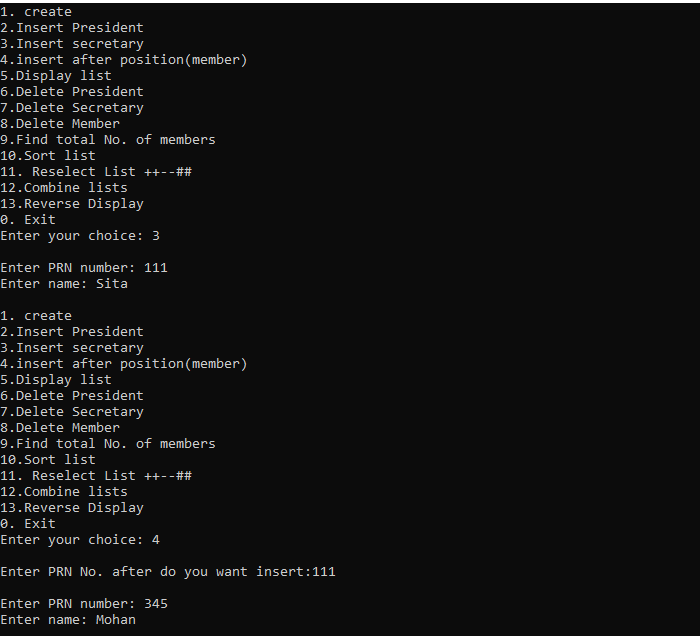 1. create
2.Insert President
3.Insert secretary
4.insert after position(member)
5.Display list
6.Delete President
7.Delete Secretary
8.Delete Member
9.Find total No. of members
10.Sort list
11. Reselect List ++--##
12.Combine lists
13.Reverse Display
0. Exit
Enter your choice: 3
Enter PRN number: 111
Enter name: Sita
1. create
2.Insert President
3.Insert secretary
4.insert after position(member)
5.Display list
6.Delete President
7.Delete Secretary
8.Delete Member
9.Find total No. of members
10.Sort list
11. Reselect List ++--##
12.Combine lists
13.Reverse Display
0. Exit
Enter your choice: 4
Enter PRN No. after do you want insert:111
Enter PRN number: 345
Enter name: Mohan